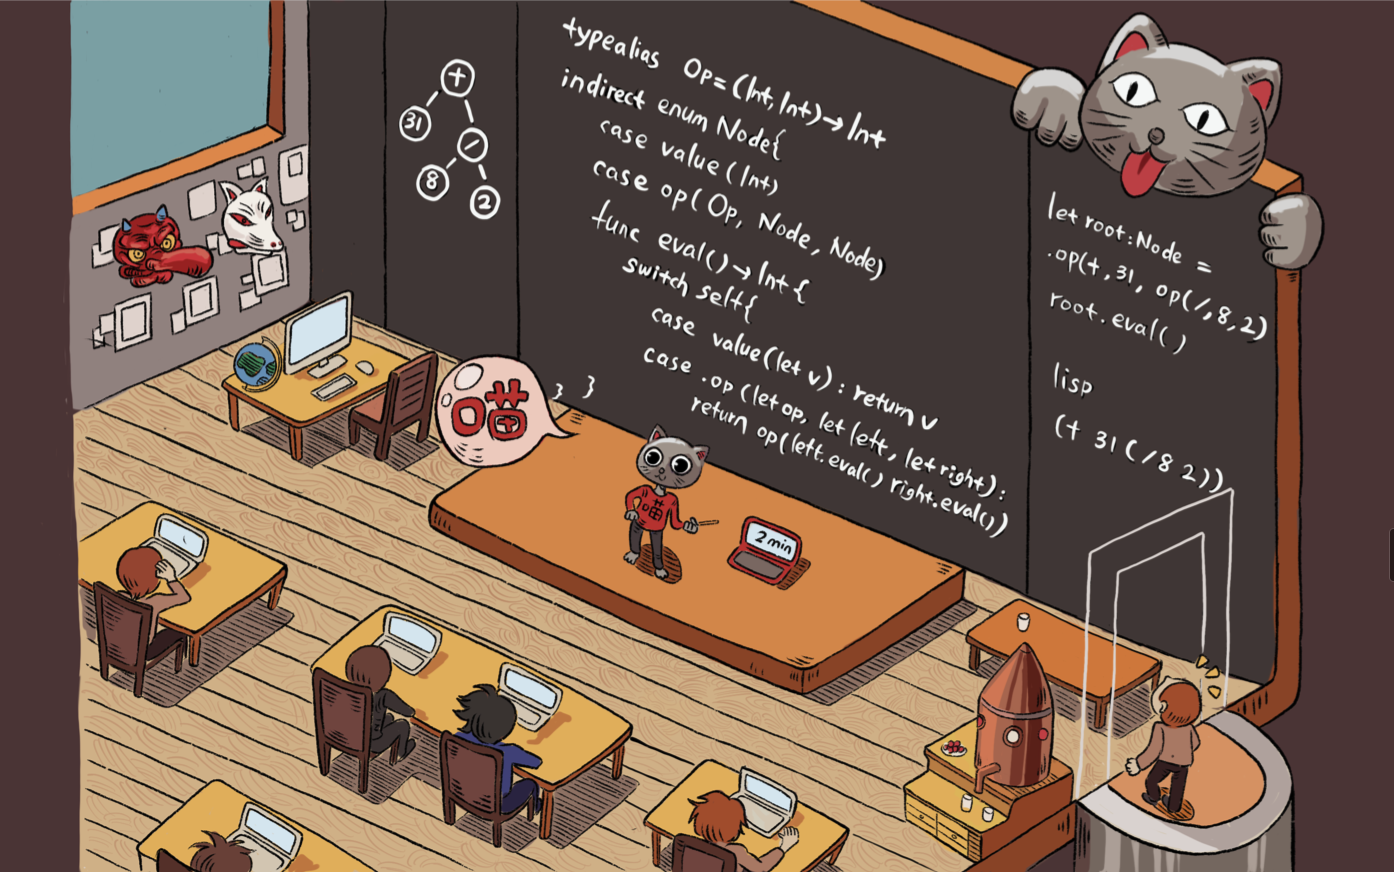 +
31
/
8
2
typealias Op=(Int, Int)→Int
indirect enum Node{
case value(Int)
case op(Op, Node, Node)
func eval()→Int{
switch self{
case value(let v): return v
case .op(let op, let left, let right):
return op(left.eval() right.eval())
} }
let root:Node =
.op(+,31, op(/,8,2)
root.eval()
lisp
(+ 31 (/8 2))
喵
喵
2min